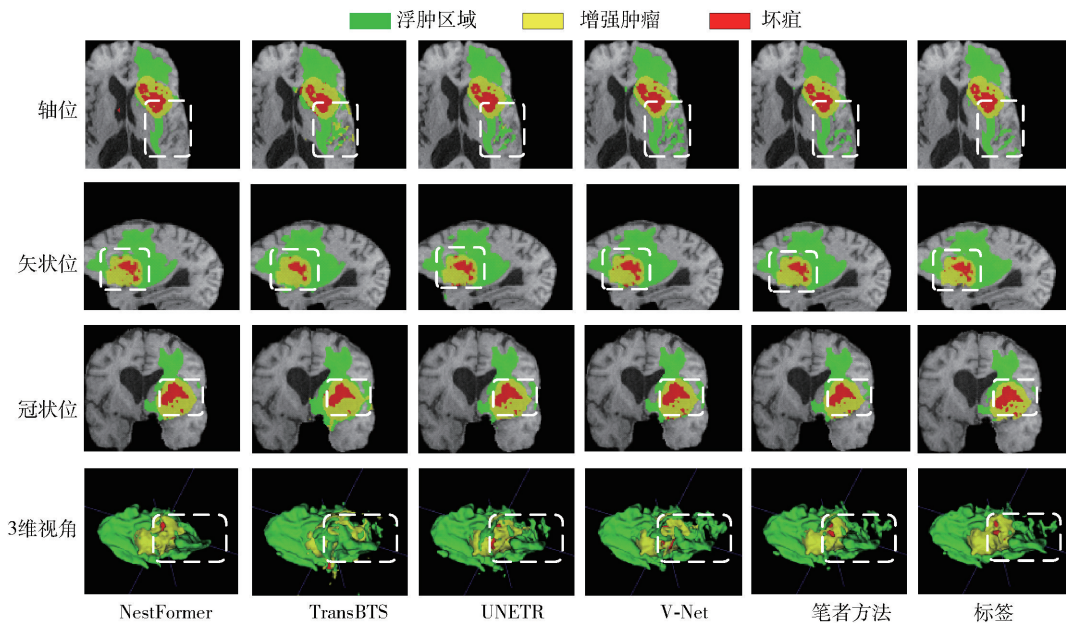 浮肿区域 增强肿瘤 坏疽
轴位
矢状位
冠状位
3维视角
NestFormer TransBTS UNETR V-Net 笔者方法 标签